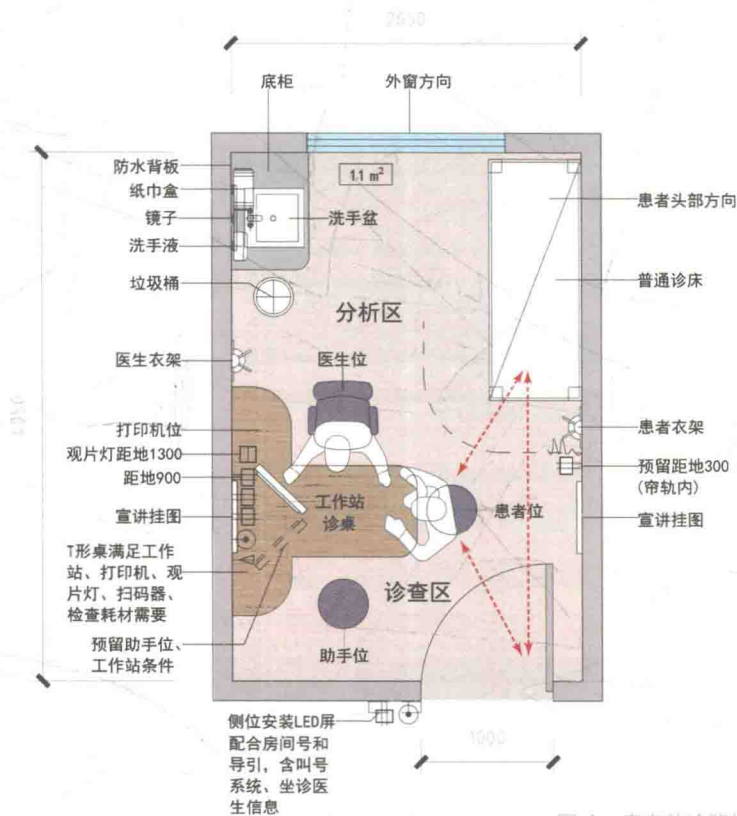 2650
底柜
外窗方向
防水背板
纸巾盒
镜子
洗手液
垃圾桶
医生衣架
打印机位
观片灯距地1300
距地900
宣讲挂图
T形桌满足工作
站、打印机、观
片灯、扫码器、
检查耗材需要
预留助手位、
工作站条件
11 m²
洗手盆
分析区
医生位
工作站
诊桌
患者位
诊查区
助手位
患者头部方向
普通诊床
患者衣架
预留距地300
(帘轨内)
宣讲挂图
侧位安装LED屏
配合房间号和
导引，含叫号
系统、坐诊医
生信息
1000